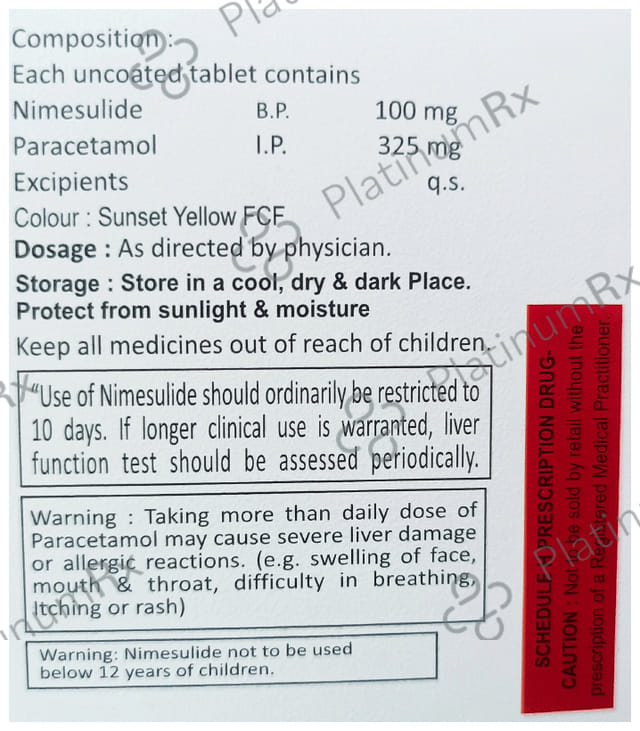 Composition :-
Each uncoated tablet contains
Nimesulide B.P. 100 mg
Paracetamol I.P. 325 mg
Excipients q.s.
Colour : Sunset Yellow FCF
Dosage : As directed by physician.
Storage : Store in a cool, dry & dark Place.
Protect from sunlight & moisture
Keep all medicines out of reach of children.
"Use of Nimesulide should ordinarily be restricted to
10 days. If longer clinical use is warranted, liver
function test should be assessed periodically.
Warning : Taking more than daily dose of
Paracetamol may cause severe liver damage
or allergic reactions. (e.g. swelling of face,
mouth & throat, difficulty in breathing,
Itching or rash)
Warning: Nimesulide not to be used
below 12 years of children.
SCHEDULE PRESCRIPTION DRUG-
CAUTION : Not to be sold by retail without the
prescription of a Registered Medical Practitioner.
PlatinumRx
PlatinumRx
PlatinumRx
PlatinumRx